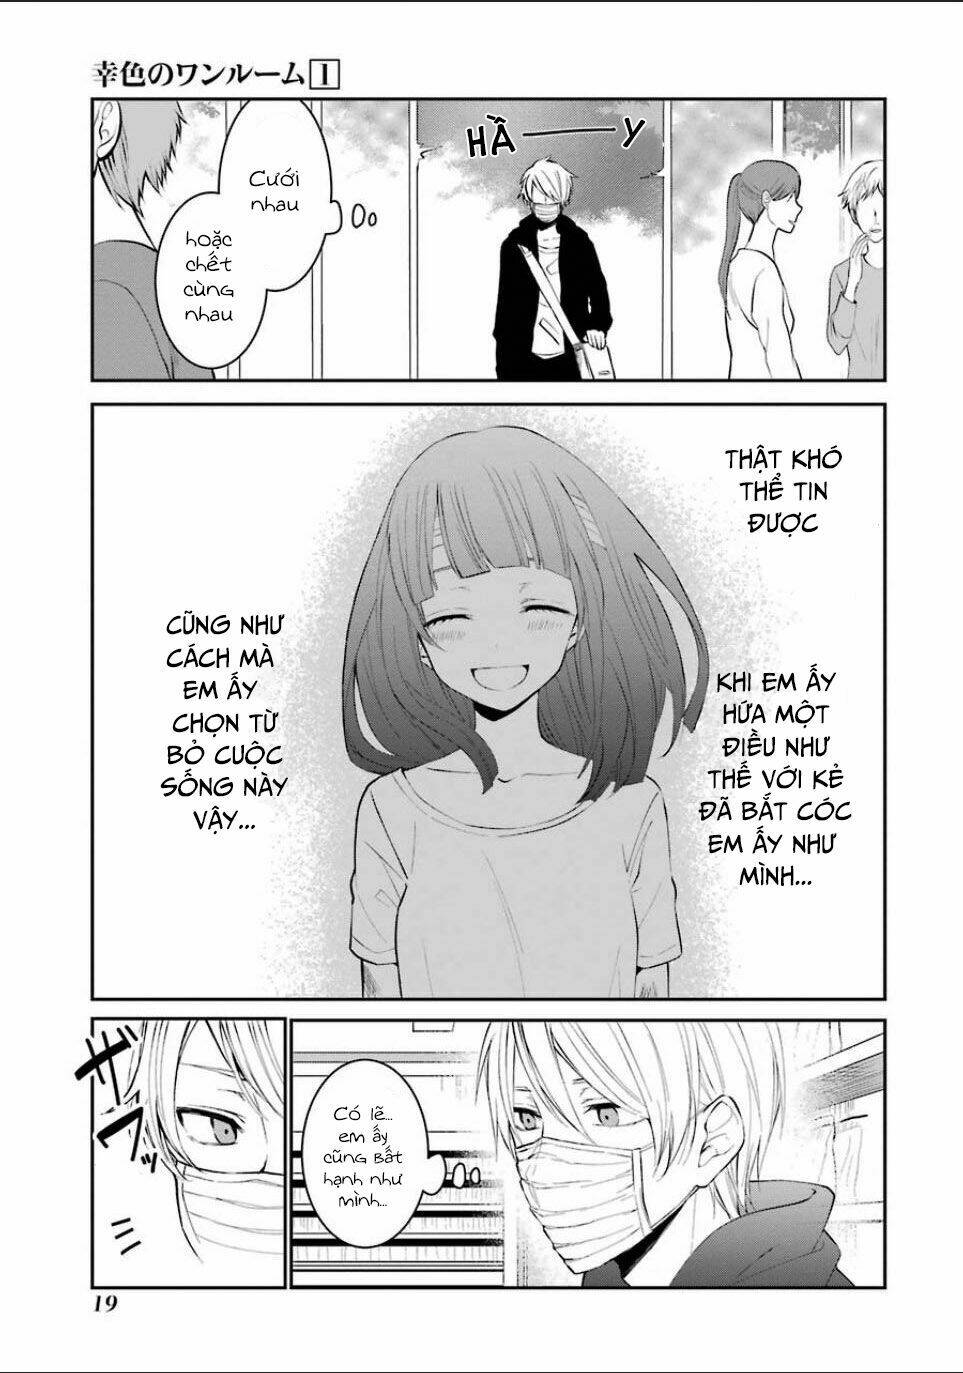 幸色のワンルーム 1
HẦ——Y
Cưới
nhau
hoặc
chết
cùng
nhau
THẬT KHÓ
THỂ TIN
ĐƯỢC
KHI EM ẤY
HỨA MỘT
ĐIỀU NHƯ
THẾ VỚI KẺ
ĐÃ BẮT CÓC
EM ẤY NHƯ
MÌNH...
CŨNG NHƯ
CÁCH MÀ
EM ẤY
CHỌN TỪ
BỎ CUỘC
SỐNG NÀY
VẬY...
Có lẽ...
em ấy
cũng bất
hạnh như
mình...
19